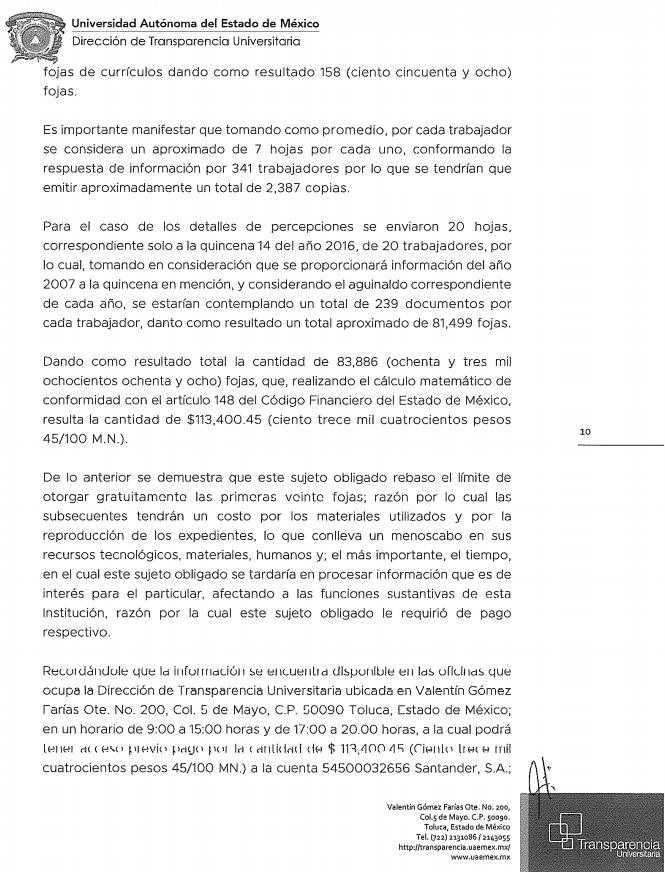 Universidad Autónoma del Estado de México
Dirección de Transparencia Universitaria
fojas de currículos dando como resultado 158 (ciento cincuenta y ocho)
fojas.
Es importante manifestar que tomando como promedio, por cada trabajador
se considera un aproximado de 7 hojas por cada uno, conformando la
respuesta de información por 341 trabajadores por lo que se tendrían que
emitir aproximadamente un total de 2,387 copias.
Para el caso de los detalles de percepciones se enviaron 20 hojas,
correspondiente solo a la quincena 14 del año 2016, de 20 trabajadores, por
lo cual, tomando en consideración que se proporcionará información del año
2007 a la quincena en mención, y considerando el aguinaldo correspondiente
de cada año, se estarían contemplando un total de 239 documentos por
cada trabajador, danto como resultado un total aproximado de 81,499 fojas.
Dando como resultado total la cantidad de 83,886 (ochenta y tres mil
ochocientos ochenta y ocho) fojas, que, realizando el cálculo matemático de
conformidad con el artículo 148 del Código Financiero del Estado de México,
resulta la cantidad de $113,400.45 (ciento trece mil cuatrocientos pesos
45/100 M.N.).
10
De lo anterior se demuestra que este sujeto obligado rebaso el límite de
otorgar gratuitamente las primeras veinte fojas; razón por lo cual las
subsecuentes tendrán un costo por los materiales utilizados y por la
reproducción de los expedientes, lo que conlleva un menoscabo en sus
recursos tecnológicos, materiales, humanos y; el más importante, el tiempo,
en el cual este sujeto obligado se tardaría en procesar información que es de
interés para el particular, afectando a las funciones sustantivas de esta
Institución, razón por la cual este sujeto obligado le requirió de pago
respectivo.
Recordándole que la información se encuentra disponible en las oficinas que
ocupa la Dirección de Transparencia Universitaria ubicada en Valentín Gómez
Farías Ote. No. 200, Col. 5 de Mayo, C.P. 50090 Toluca, Estado de México;
en un horario de 9:00 a 15:00 horas y de 17:00 a 20.00 horas, a la cual podrá
tener acceso previo pago por la cantidad de $ 113,400.45 (Ciento trece mil
cuatrocientos pesos 45/100 MN.) a la cuenta 54500032656 Santander, S.A.;
Valentín Gómez Farías Ote. No. 200,
Col.5 de Mayo. C.P. 50090.
Toluca, Estado de México
Tel. (722) 2131086 / 2143055
http://transparencia.uaemex.mx/
www.uaemex.mx
Transparencia
Universitaria